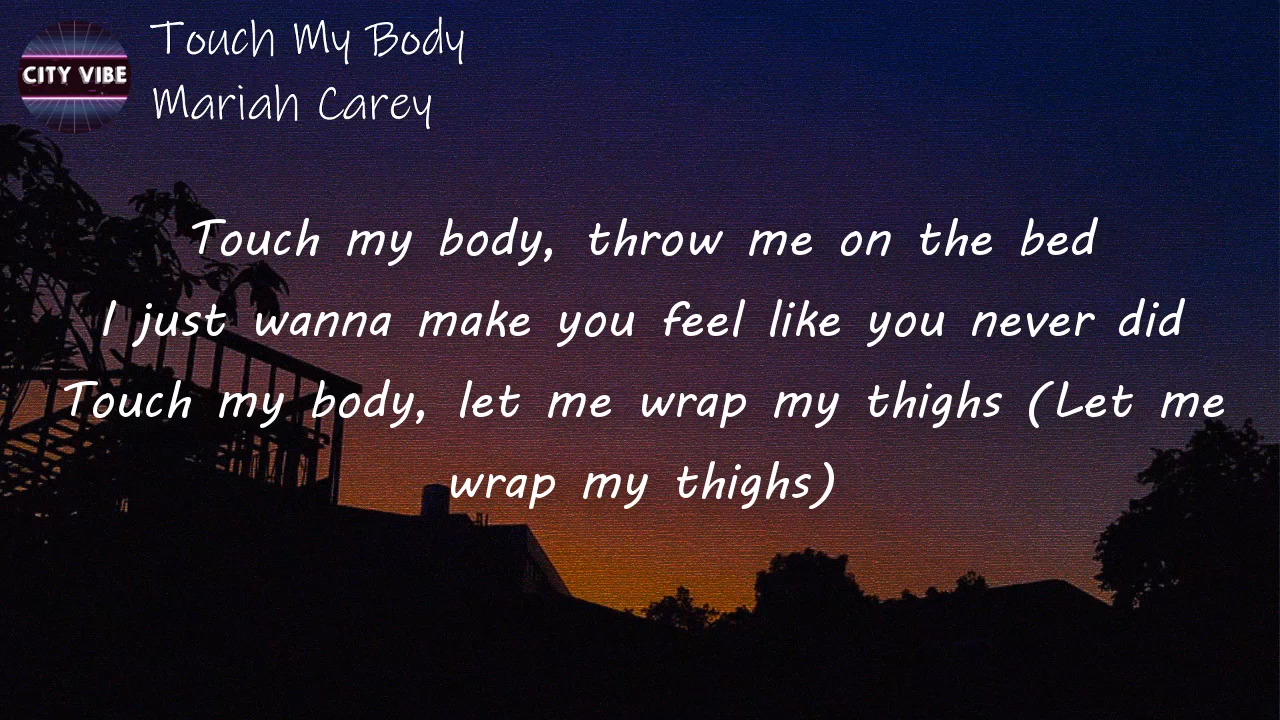 CITY VIBE
Touch My Body
Mariah Carey
Touch my body, throw me on the bed
I just wanna make you feel like you never did
Touch my body, let me wrap my thighs (Let me
wrap my thighs)